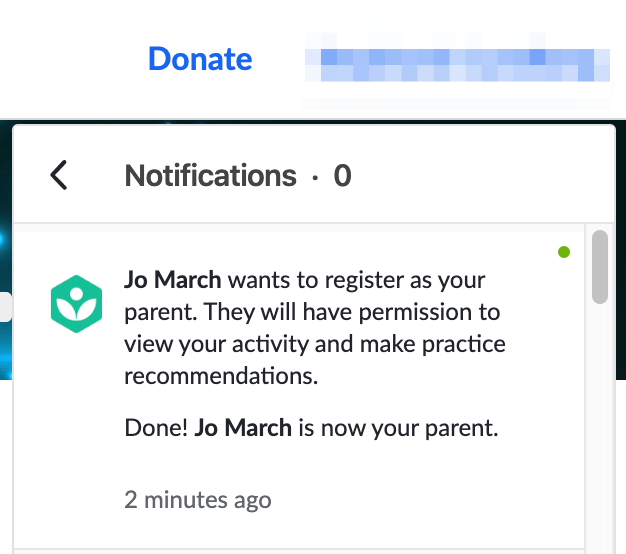 Donate
Notifications · 0
Jo March wants to register as your
parent. They will have permission to
view your activity and make practice
recommendations.
Done! Jo March is now your parent.
2 minutes ago